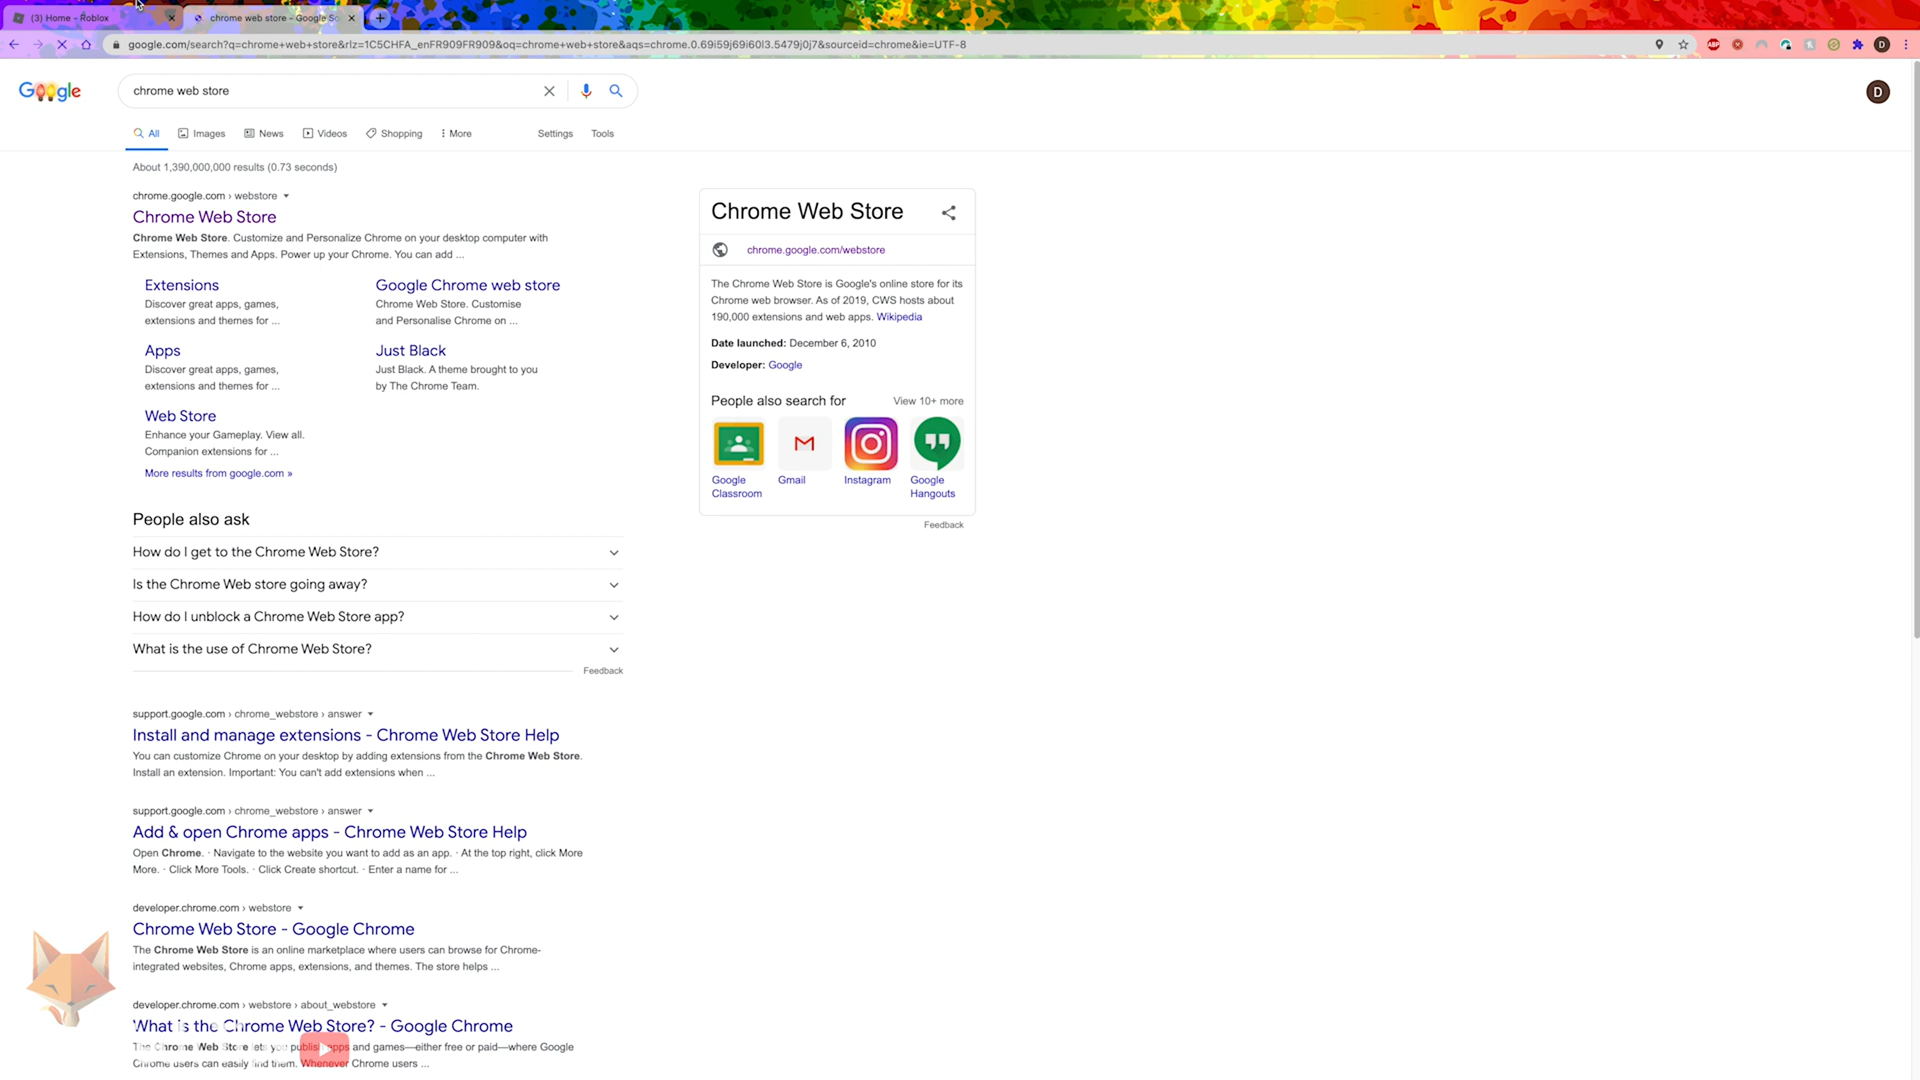 (3) Home - Roblox
chrome web store - Google Se
google.com/search?q=chrome+web+store&rlz=1C5CHFA_enFR909FR909&oq=chrome+web+store&aqs=chrome.0.69i59j69i60l3.5479j0j7&sourceid=chrome&ie=UTF-8
ABP
D
Google
chrome web store
D
All Images News Videos Shopping More Settings Tools
About 1,390,000,000 results (0.73 seconds)
chrome.google.com › webstore
Chrome Web Store
Chrome Web Store. Customize and Personalize Chrome on your desktop computer with
Extensions, Themes and Apps. Power up your Chrome. You can add ...
Extensions
Discover great apps, games,
extensions and themes for ...
Google Chrome web store
Chrome Web Store. Customise
and Personalise Chrome on ...
Apps
Discover great apps, games,
extensions and themes for ...
Just Black
Just Black. A theme brought to you
by The Chrome Team.
Web Store
Enhance your Gameplay. View all.
Companion extensions for ...
More results from google.com »
People also ask
How do I get to the Chrome Web Store?
Is the Chrome Web store going away?
How do I unblock a Chrome Web Store app?
What is the use of Chrome Web Store?
Feedback
support.google.com › chrome_webstore › answer
Install and manage extensions - Chrome Web Store Help
You can customize Chrome on your desktop by adding extensions from the Chrome Web Store.
Install an extension. Important: You can't add extensions when ...
support.google.com › chrome_webstore › answer
Add & open Chrome apps - Chrome Web Store Help
Open Chrome. · Navigate to the website you want to add as an app. · At the top right, click More
More. · Click More Tools. · Click Create shortcut. · Enter a name for ...
developer.chrome.com › webstore
Chrome Web Store - Google Chrome
The Chrome Web Store is an online marketplace where users can browse for Chrome-
integrated websites, Chrome apps, extensions, and themes. The store helps ...
developer.chrome.com › webstore › about_webstore
What is the Chrome Web Store? - Google Chrome
The Chrome Web Store lets you publish apps and games—either free or paid—where Google
Chrome users can easily find them. Whenever Chrome users ...
Chrome Web Store
chrome.google.com/webstore
The Chrome Web Store is Google's online store for its
Chrome web browser. As of 2019, CWS hosts about
190,000 extensions and web apps. Wikipedia
Date launched: December 6, 2010
Developer: Google
People also search for View 10+ more
Google
Classroom
Gmail
Instagram
Google
Hangouts
Feedback